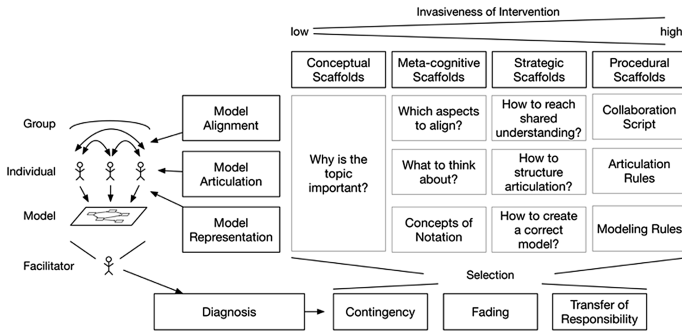 Invasiveness of Intervention
low
high
Conceptual
Scaffolds
Meta-cognitive
Scaffolds
Strategic
Scaffolds
Procedural
Scaffolds
Group
Model
Alignment
Which aspects
to align?
How to reach
shared
understanding?
Collaboration
Script
Why is the
topic
important?
Individual
Model
Articulation
What to think
about?
How to
structure
articulation?
Articulation
Rules
Model
Model
Representation
Concepts of
Notation
How to create
a correct
model?
Modeling Rules
Facilitator
Selection
Diagnosis
Contingency
Fading
Transfer of
Responsibility